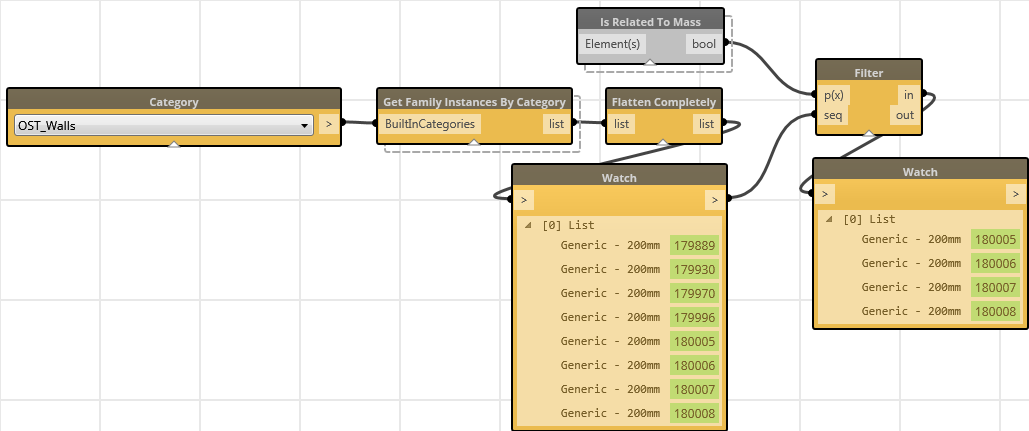 Is Related To Mass
Element(s) bool
Category
OST_Walls >
Get Family Instances By Category
BuiltInCategories list
Flatten Completely
list list
Filter
p(x) in
seq out
Watch
> >
[0] List
Generic - 200mm 179889
Generic - 200mm 179930
Generic - 200mm 179970
Generic - 200mm 179996
Generic - 200mm 180005
Generic - 200mm 180006
Generic - 200mm 180007
Generic - 200mm 180008
Watch
> >
[0] List
Generic - 200mm 180005
Generic - 200mm 180006
Generic - 200mm 180007
Generic - 200mm 180008